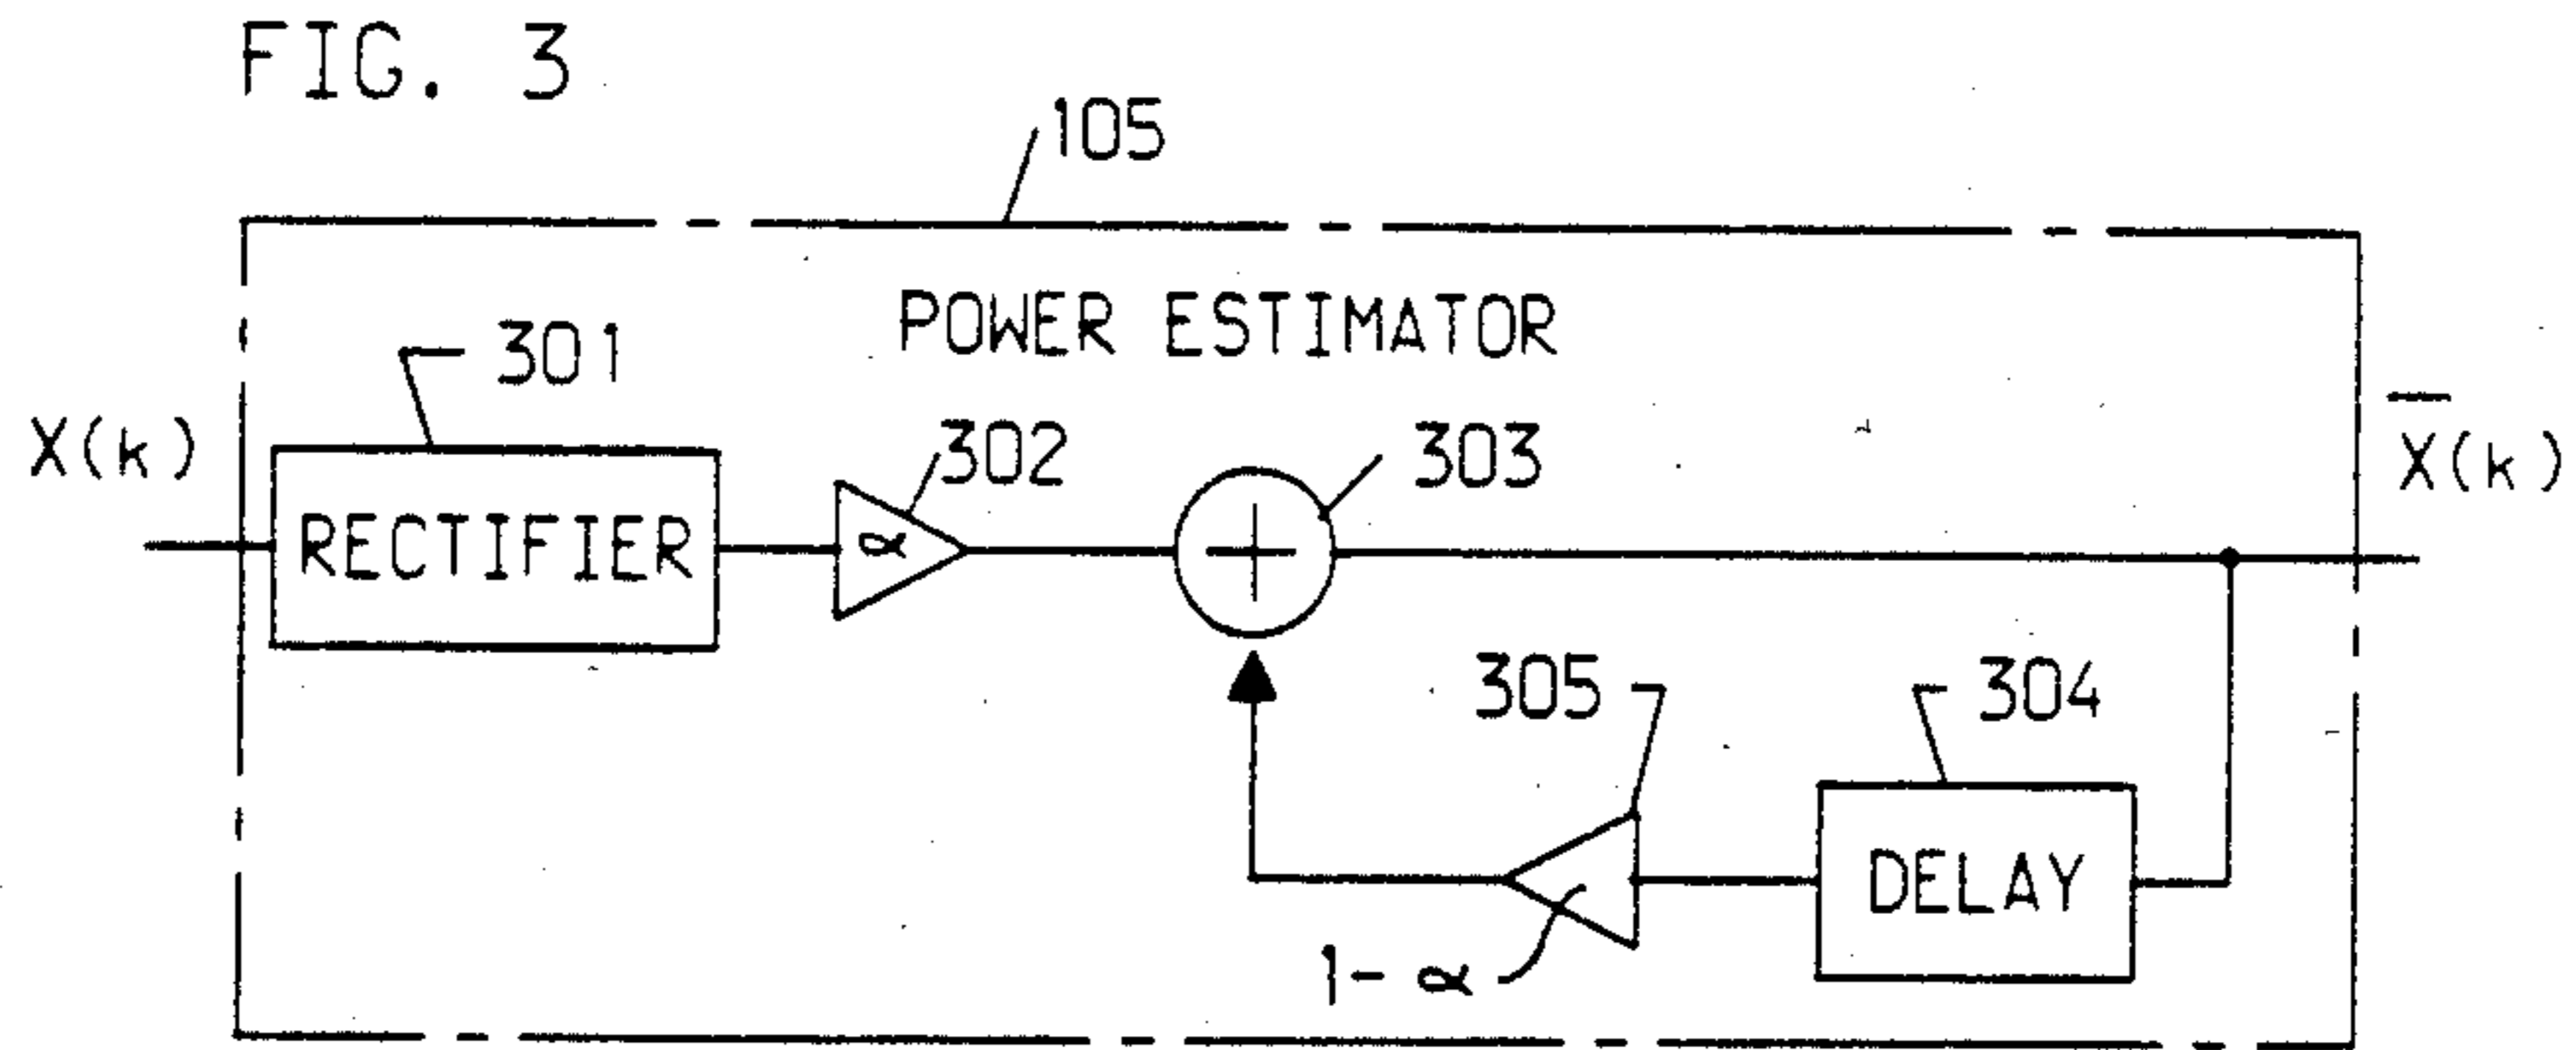 FIG. 3
105
POWER ESTIMATOR
301
X(k)
302
303
X̅(k)
RECTIFIER
α
305
304
DELAY
1-α